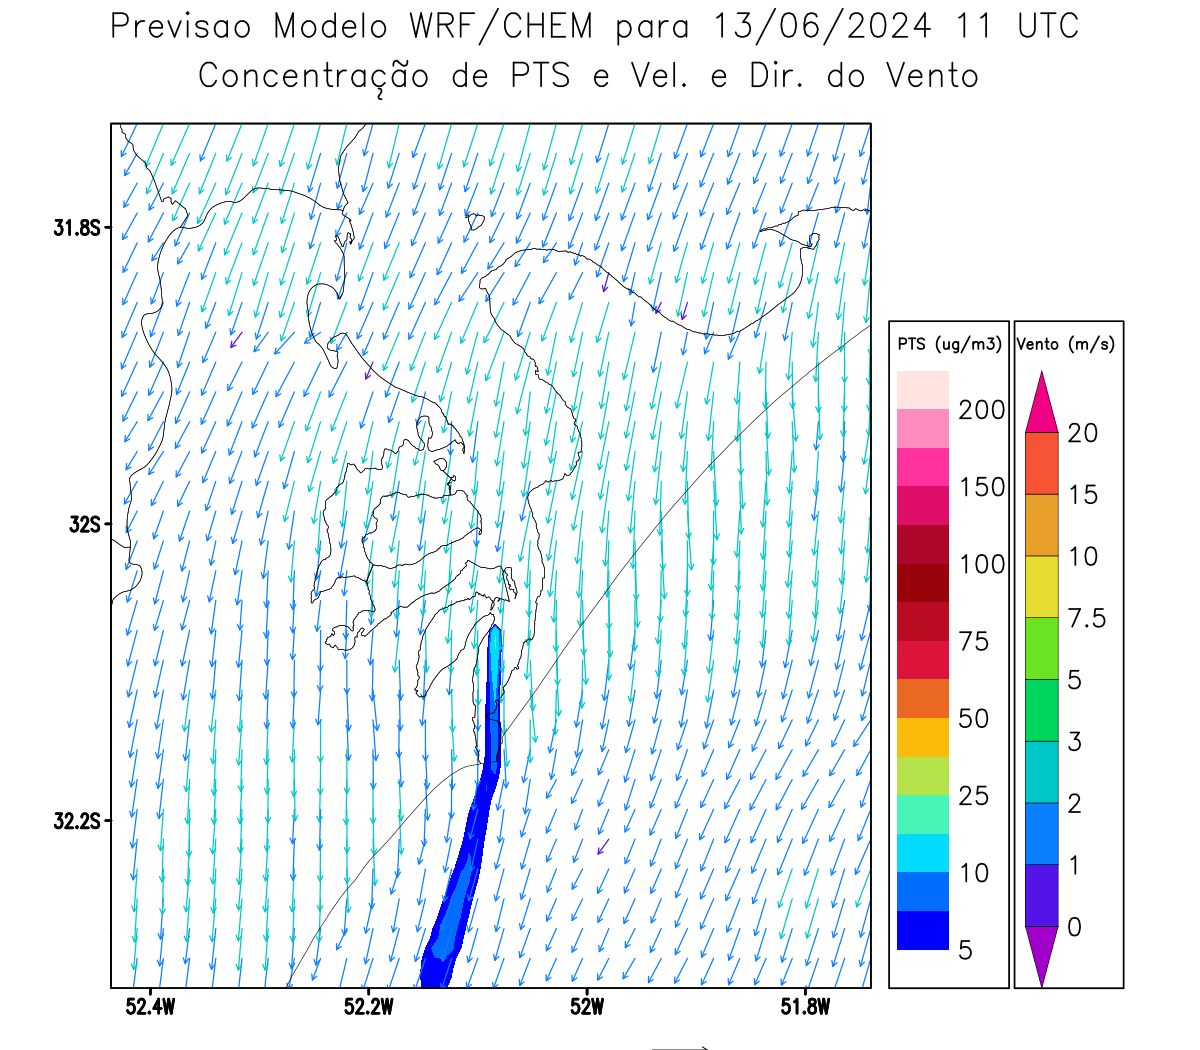 Previsao Modelo WRF/CHEM para 13/06/2024 11 UTC
Concentração de PTS e Vel. e Dir. do Vento
31.8S
32S
32.2S
52.4W
52.2W
52W
51.8W
PTS (ug/m3)
200
150
100
75
50
25
10
5
Vento (m/s)
20
15
10
7.5
5
3
2
1
0